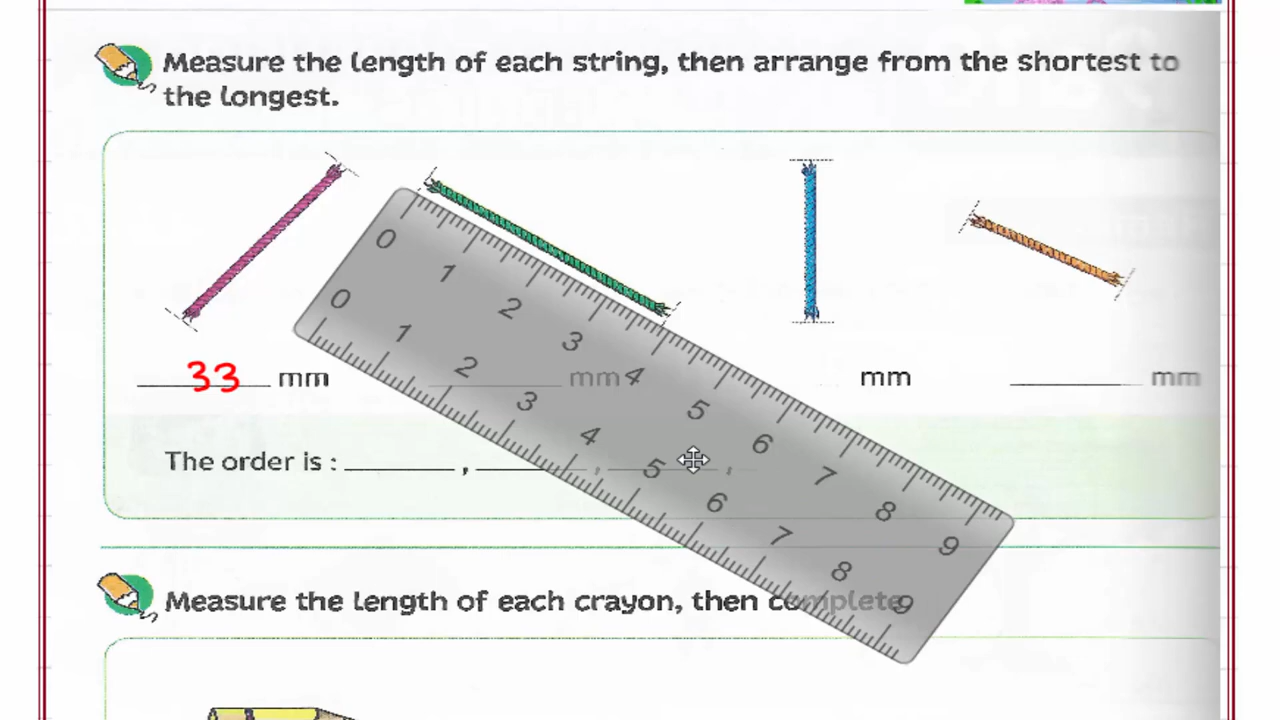 Measure the length of each string, then arrange from the shortest to
the longest.
0 1 2 3 4 5 6 7 8 9
0 1 2 3 4 5 6 7 8 9
33 mm mm mm mm
The order is : , , ,
Measure the length of each crayon, then complete